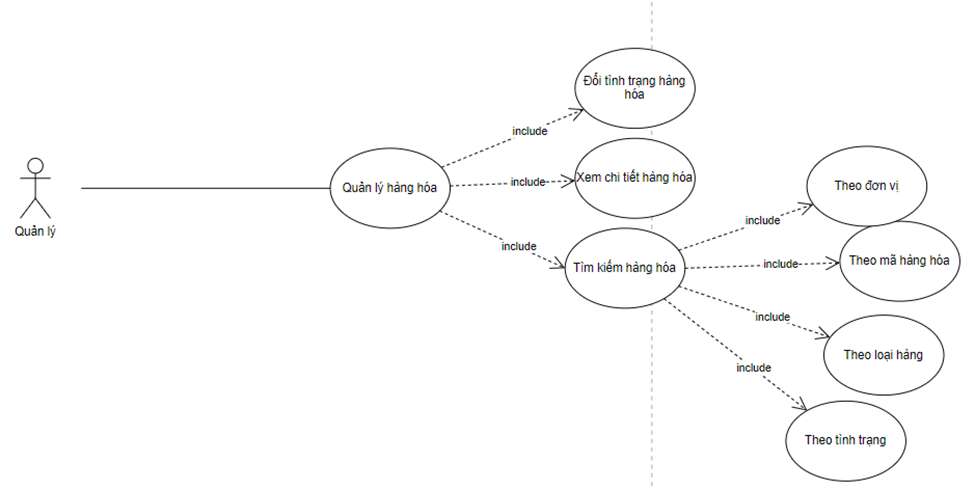 Đổi tình trạng hàng
hóa
include
Quản lý hàng hóa
include
Xem chi tiết hàng hóa
Theo đơn vị
Quản lý
include
include
Tìm kiếm hàng hóa
include
Theo mã hàng hóa
include
Theo loại hàng
include
Theo tình trạng